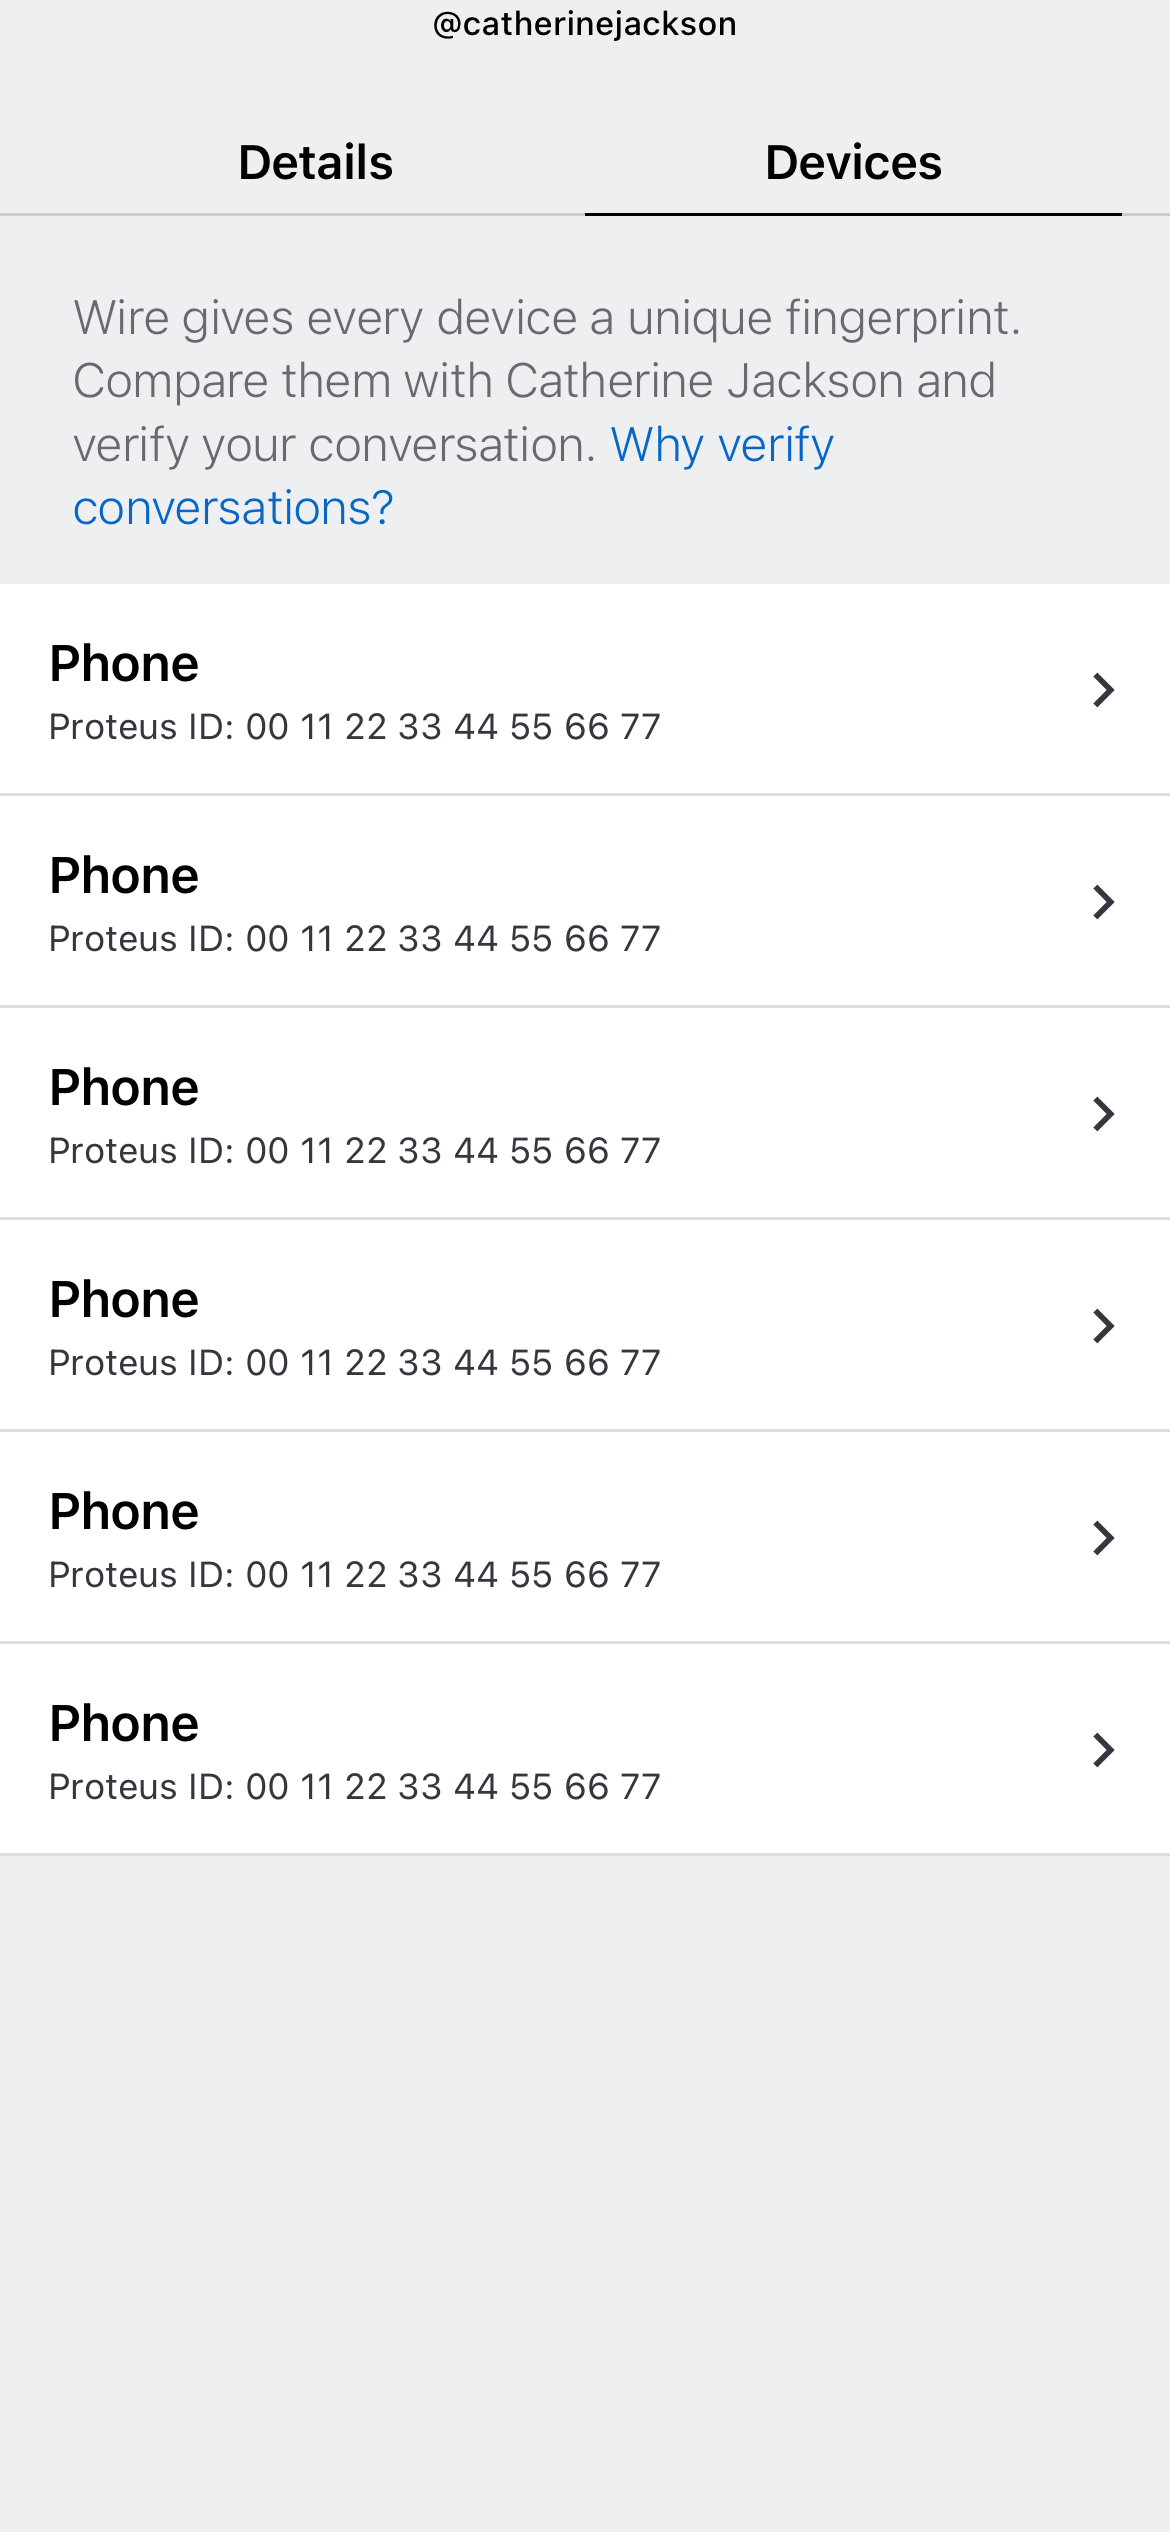 @catherinejackson
Details Devices
Wire gives every device a unique fingerprint.
Compare them with Catherine Jackson and
verify your conversation. Why verify
conversations?
Phone
Proteus ID: 00 11 22 33 44 55 66 77
Phone
Proteus ID: 00 11 22 33 44 55 66 77
Phone
Proteus ID: 00 11 22 33 44 55 66 77
Phone
Proteus ID: 00 11 22 33 44 55 66 77
Phone
Proteus ID: 00 11 22 33 44 55 66 77
Phone
Proteus ID: 00 11 22 33 44 55 66 77